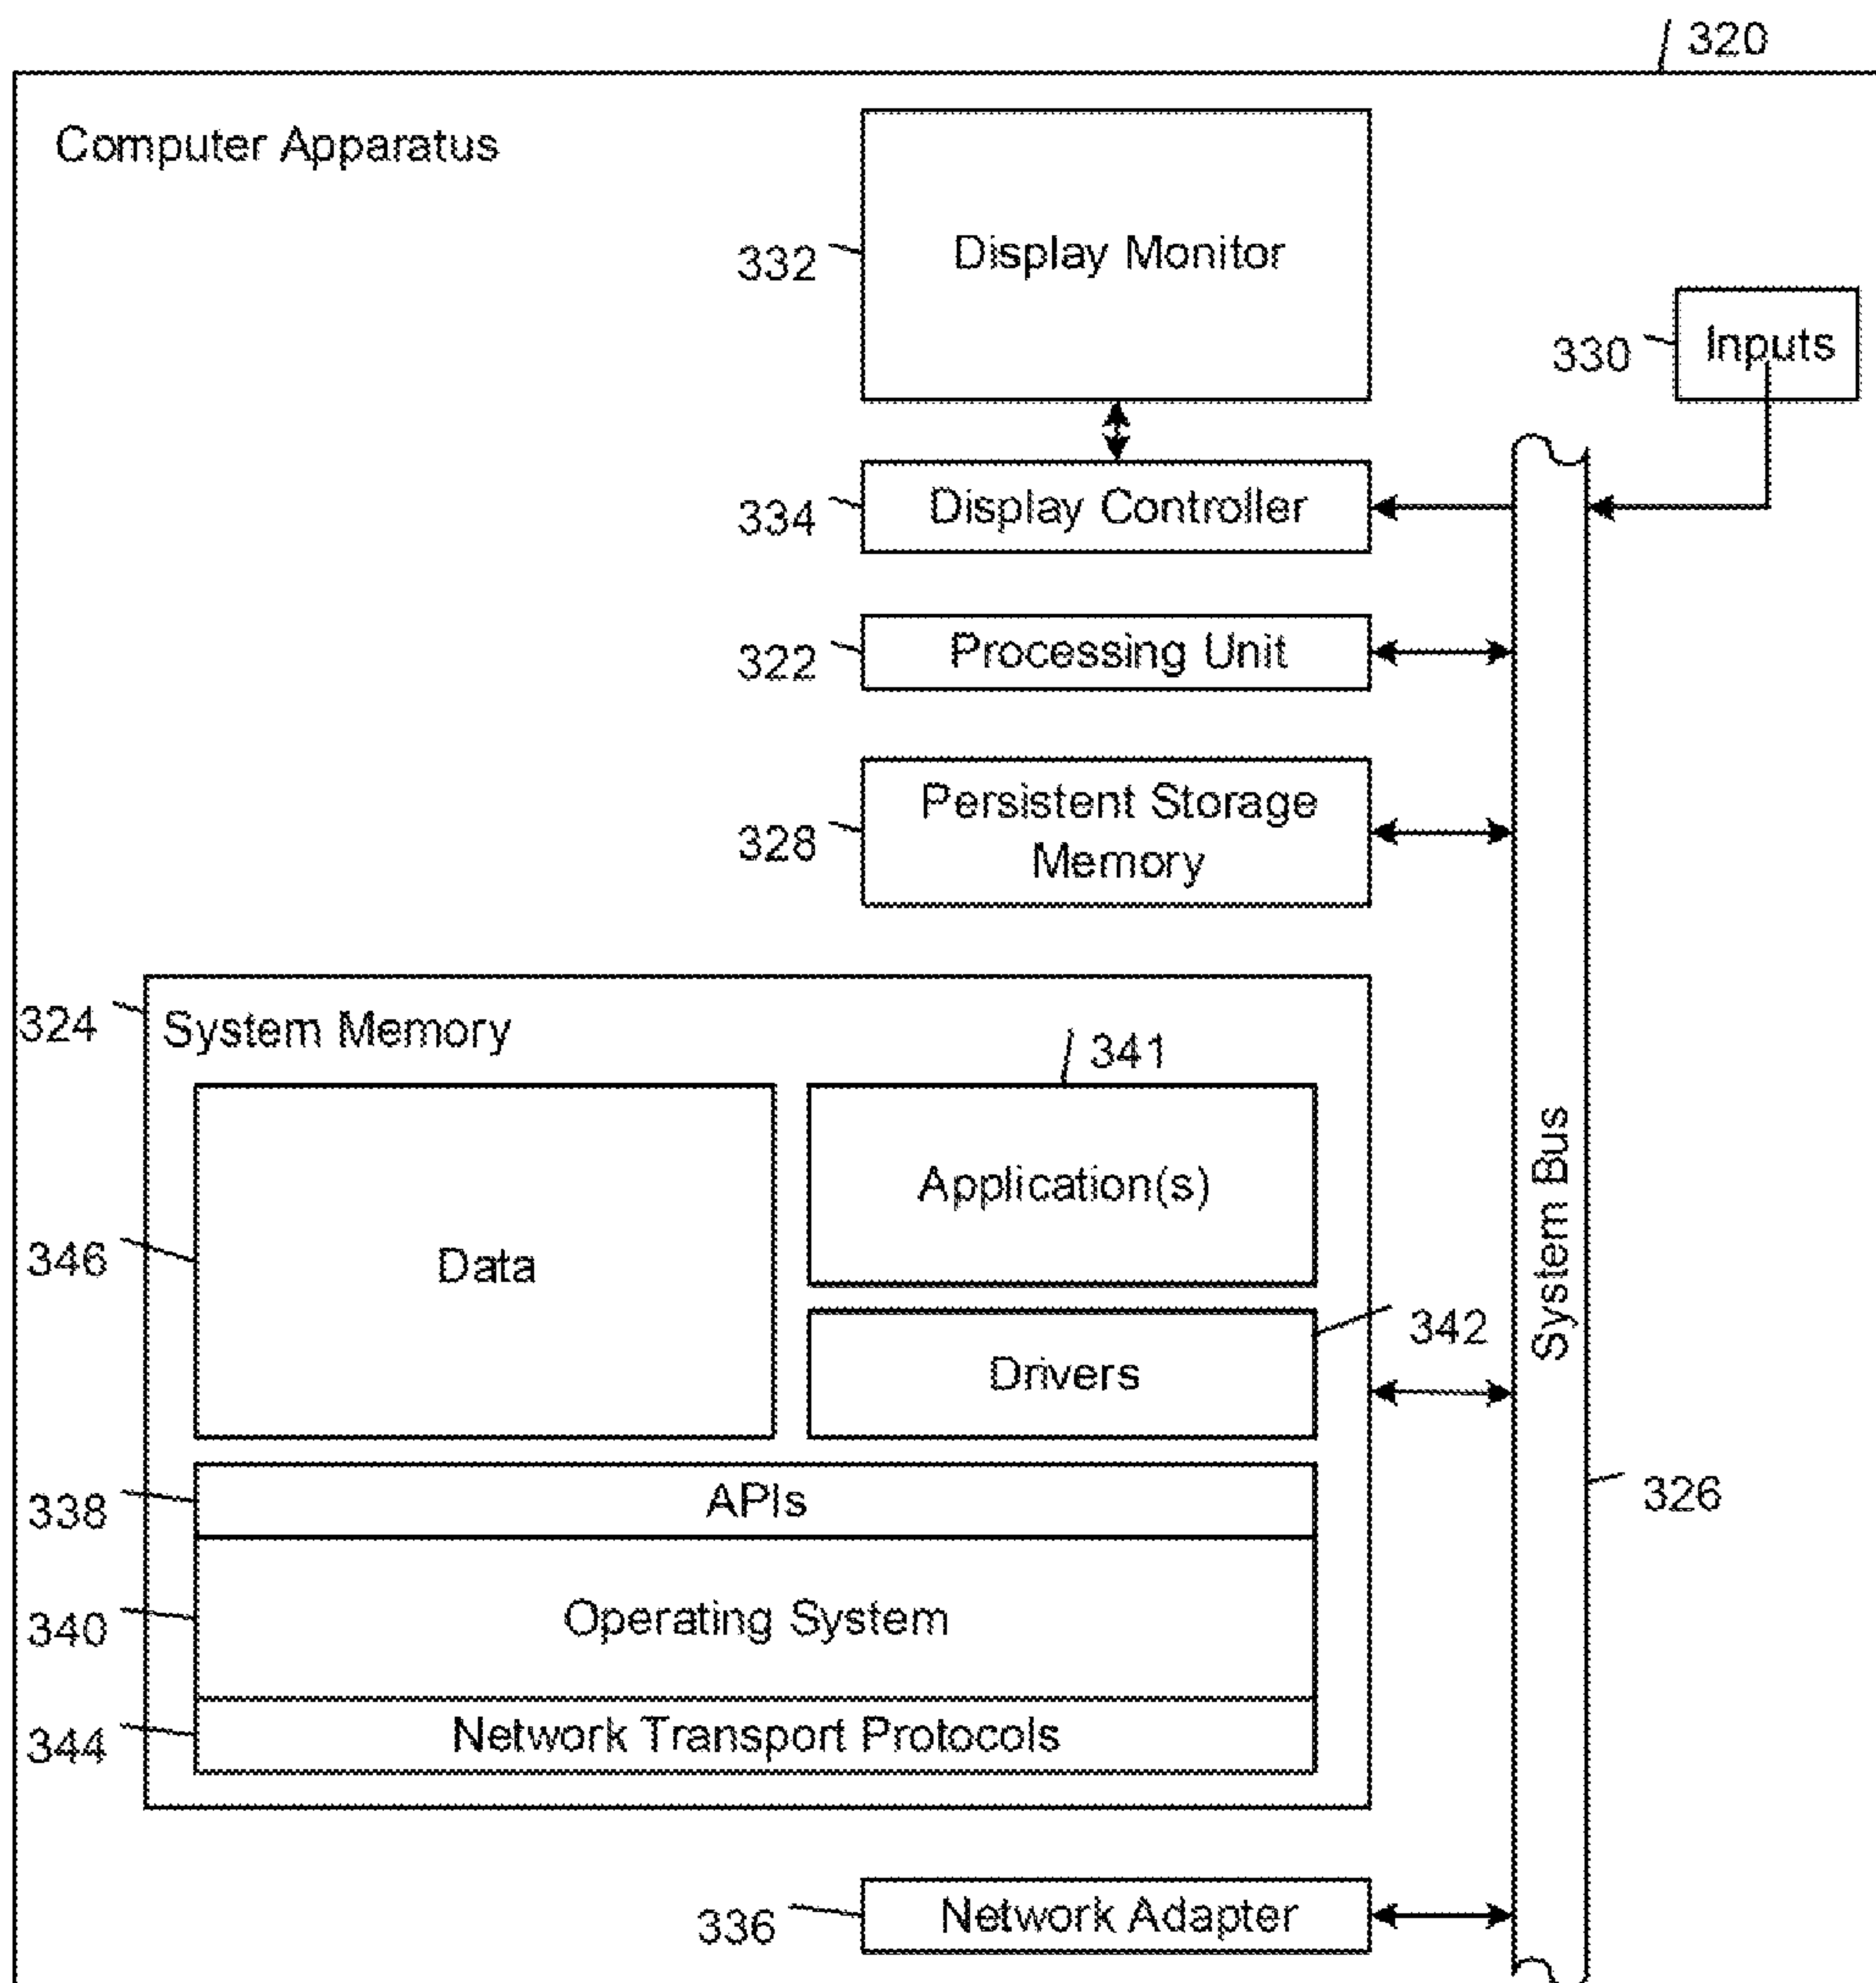 320
Computer Apparatus
332
Display Monitor
330
Inputs
334
Display Controller
322
Processing Unit
328
Persistent Storage
Memory
324
System Memory
341
Application(s)
346
Data
342
Drivers
System Bus
338
APIs
326
340
Operating System
344
Network Transport Protocols
336
Network Adapter